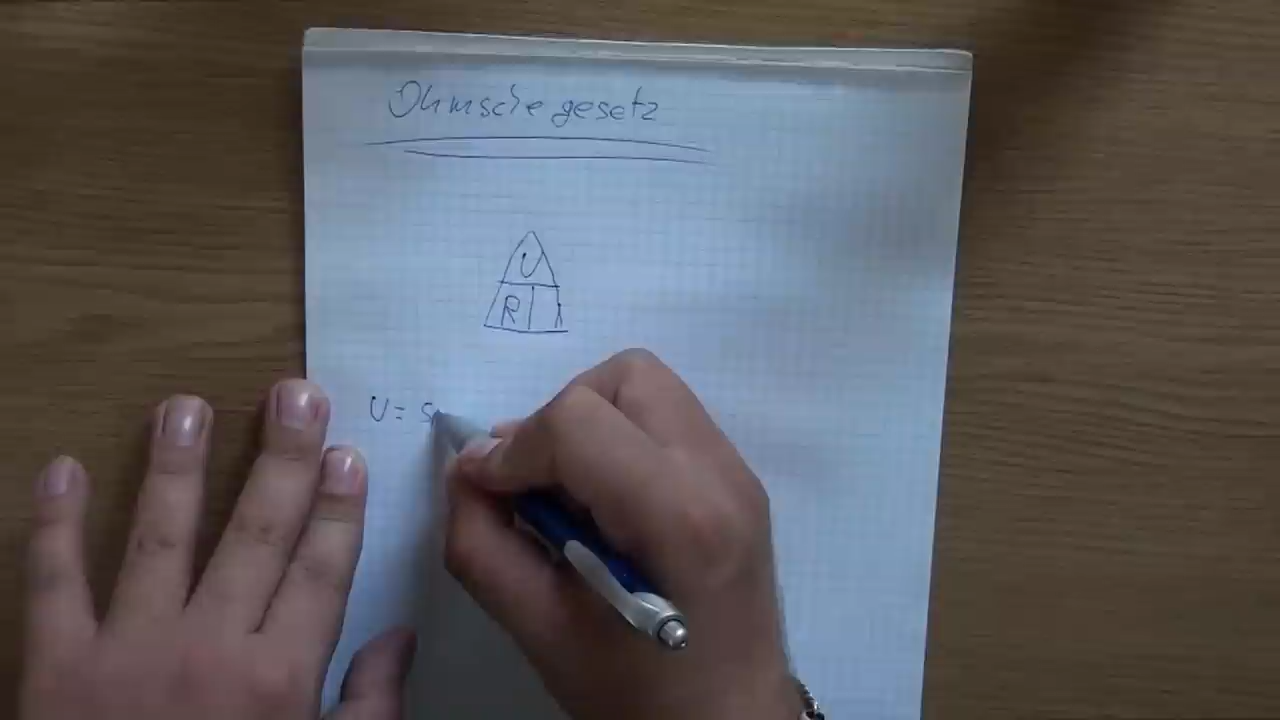 Ohmsche gesetz
U
R I
U = S